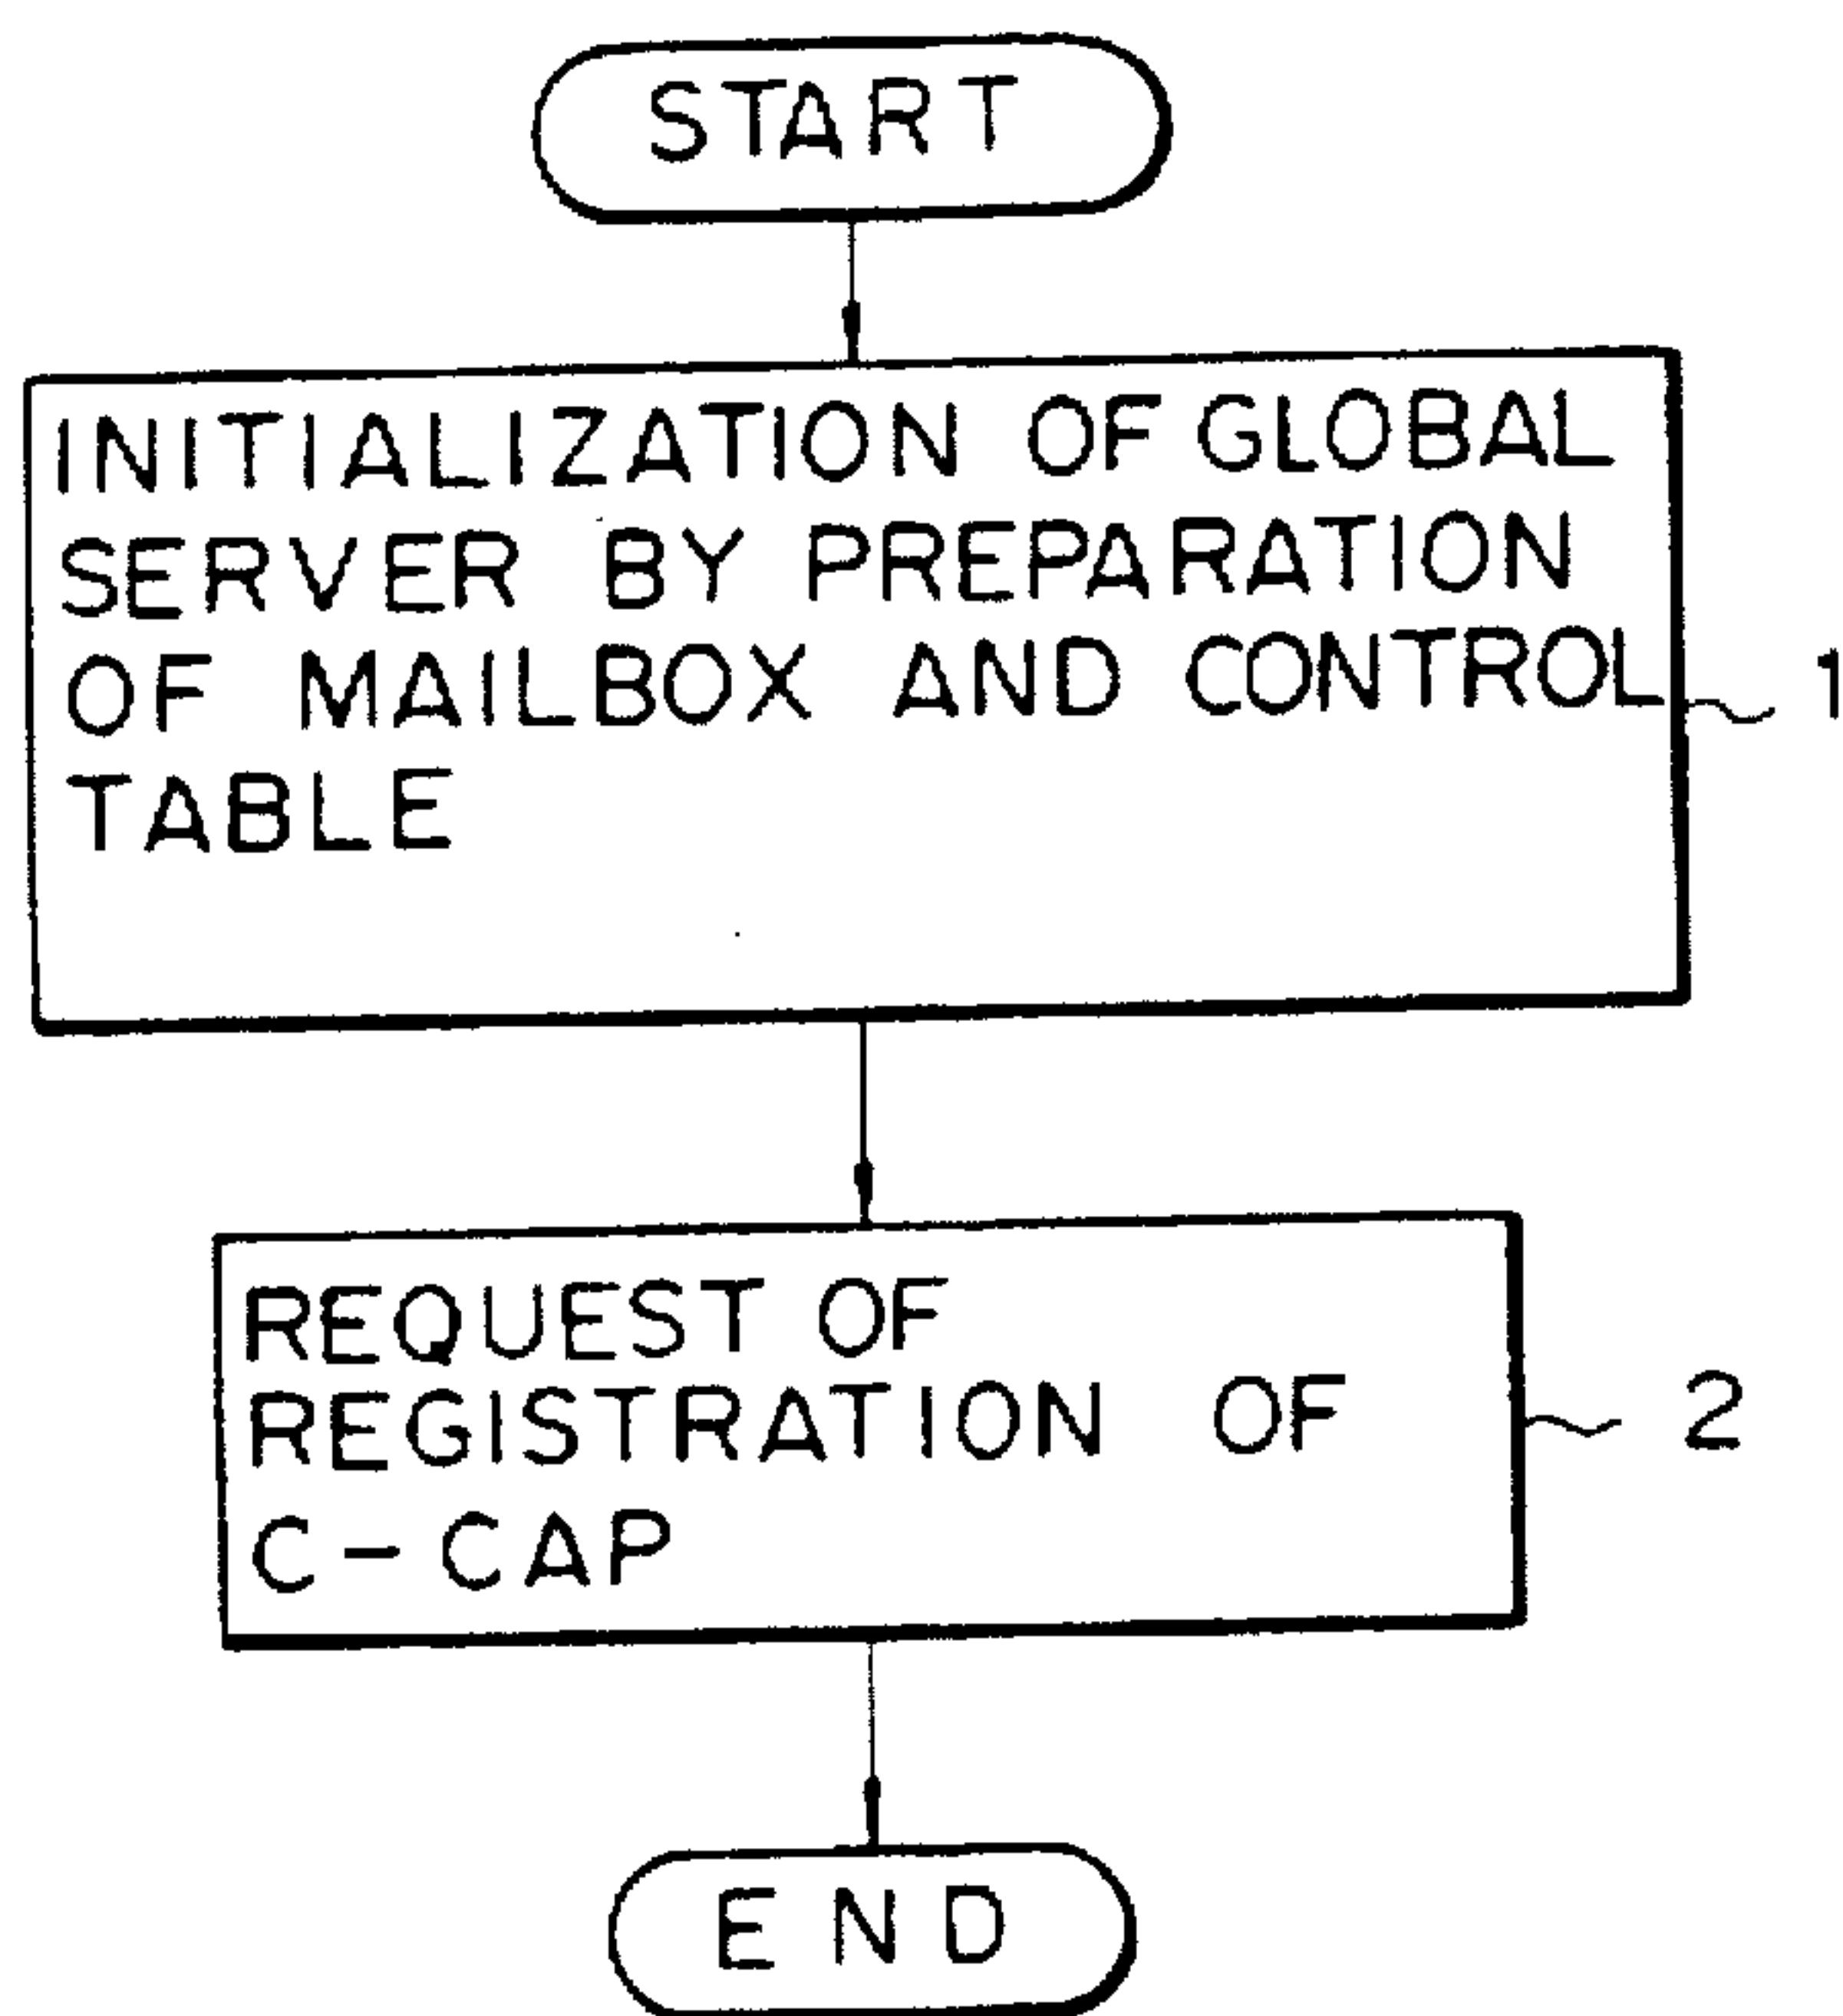 START
INITIALIZATION OF GLOBAL
SERVER BY PREPARATION
OF MAILBOX AND CONTROL
TABLE
1
REQUEST OF
REGISTRATION OF
C-CAP
2
END